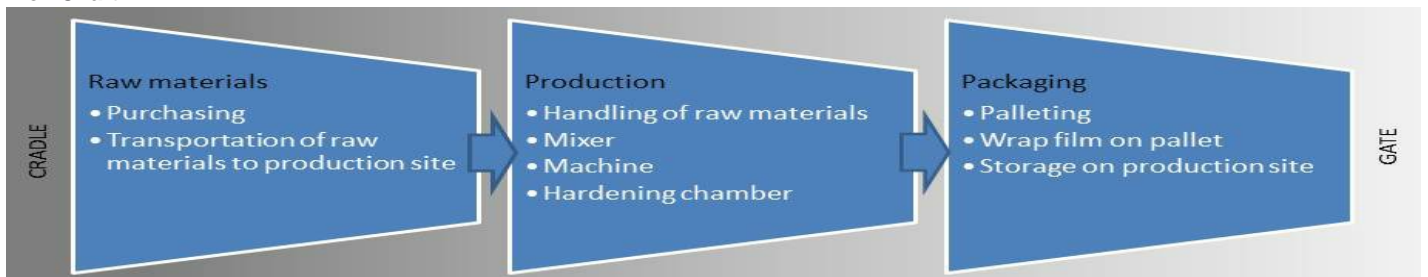 CRADLE
Raw materials
• Purchasing
• Transportation of raw
materials to production site
Production
• Handling of raw materials
• Mixer
• Machine
• Hardening chamber
Packaging
• Palleting
• Wrap film on pallet
• Storage on production site
GATE